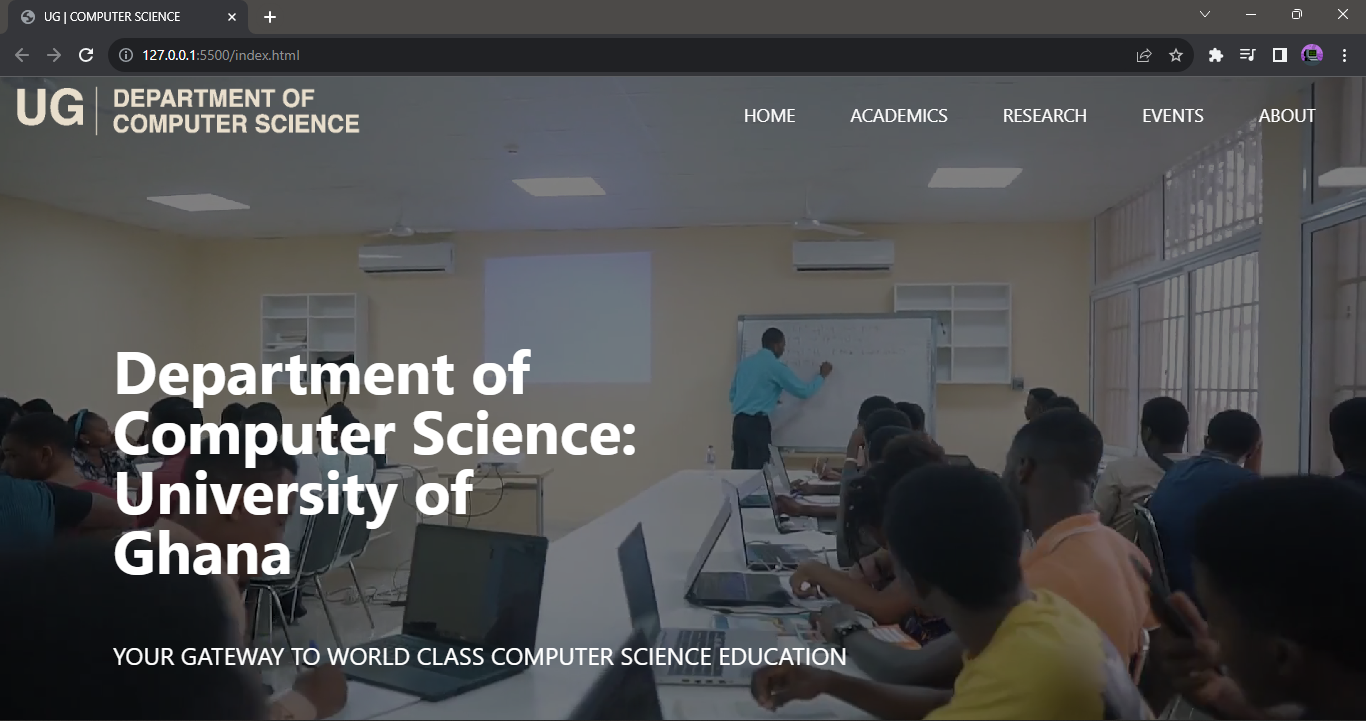 UG | COMPUTER SCIENCE
127.0.0.1:5500/index.html
UG
DEPARTMENT OF
COMPUTER SCIENCE
HOME ACADEMICS RESEARCH EVENTS ABOUT
Department of
Computer Science:
University of
Ghana
YOUR GATEWAY TO WORLD CLASS COMPUTER SCIENCE EDUCATION